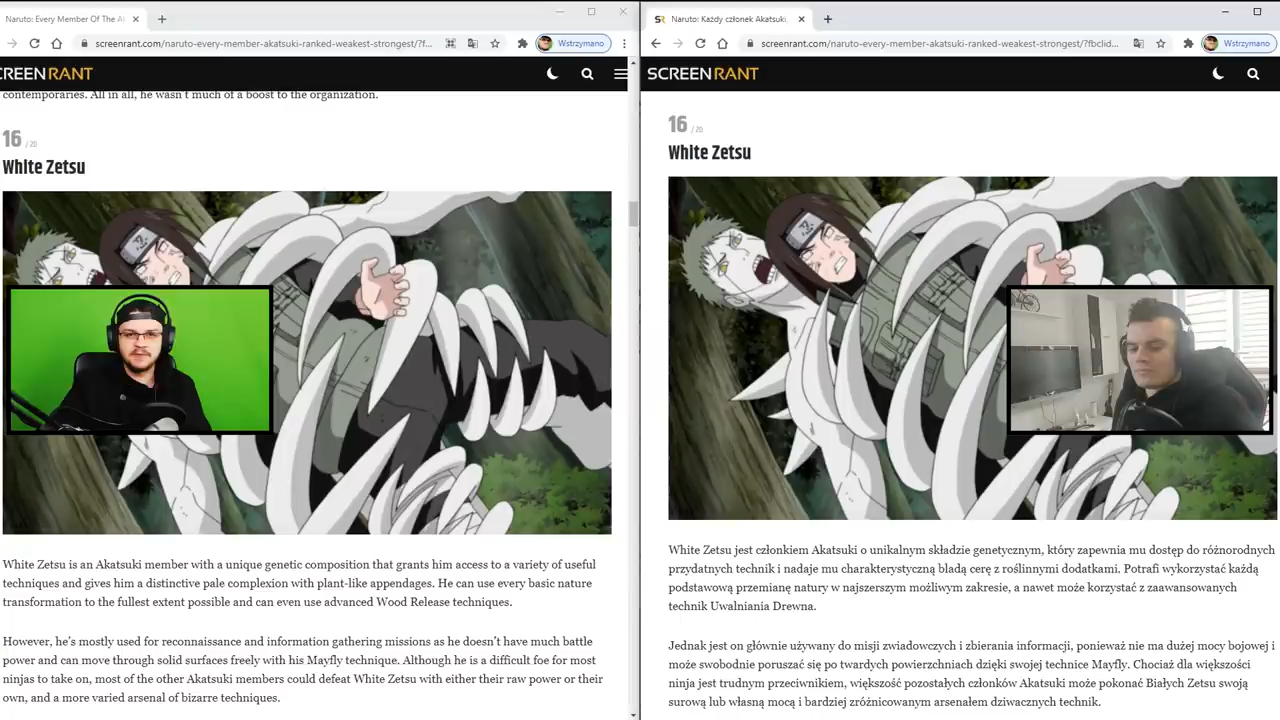 Naruto: Every Member Of The A
screenrant.com/naruto-every-member-akatsuki-ranked-weakest-strongest/?f...
Wstrzymano
CREENRANT
contemporaries. All in all, he wasn't much of a boost to the organization.
16 / 20
White Zetsu
White Zetsu is an Akatsuki member with a unique genetic composition that grants him access to a variety of useful
techniques and gives him a distinctive pale complexion with plant-like appendages. He can use every basic nature
transformation to the fullest extent possible and can even use advanced Wood Release techniques.
However, he's mostly used for reconnaissance and information gathering missions as he doesn't have much battle
power and can move through solid surfaces freely with his Mayfly technique. Although he is a difficult foe for most
ninjas to take on, most of the other Akatsuki members could defeat White Zetsu with either their raw power or their
own, and a more varied arsenal of bizarre techniques.
SR Naruto: Każdy członek Akatsuki,
screenrant.com/naruto-every-member-akatsuki-ranked-weakest-strongest/?fbclid...
Wstrzymano
SCREENRANT
16 / 20
White Zetsu
White Zetsu jest członkiem Akatsuki o unikalnym składzie genetycznym, który zapewnia mu dostęp do różnorodnych
przydatnych technik i nadaje mu charakterystyczną bladą cerę z roślinnymi dodatkami. Potrafi wykorzystać każdą
podstawową przemianę natury w najszerszym możliwym zakresie, a nawet może korzystać z zaawansowanych
technik Uwalniania Drewna.
Jednak jest on głównie używany do misji zwiadowczych i zbierania informacji, ponieważ nie ma dużej mocy bojowej i
może swobodnie poruszać się po twardych powierzchniach dzięki swojej technice Mayfly. Chociaż dla większości
ninja jest trudnym przeciwnikiem, większość pozostałych członków Akatsuki może pokonać Białych Zetsu swoją
surową lub własną mocą i bardziej zróżnicowanym arsenałem dziwacznych technik.